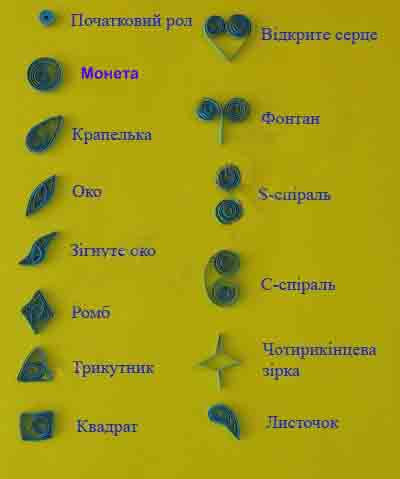 Початковий рол
Монета
Крапелька
Око
Зігнуте око
Ромб
Трикутник
Квадрат
Відкрите серце
Фонтан
S-спіраль
С-спіраль
Чотирикінцева
зірка
Листочок